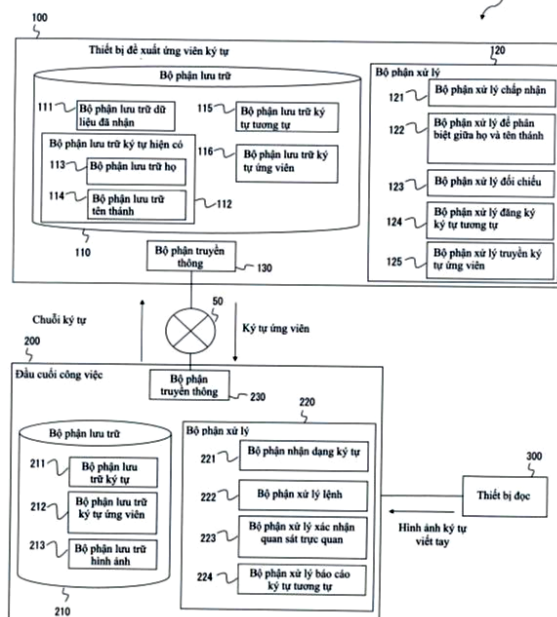 100
Thiết bị đề xuất ứng viên ký tự
Bộ phận lưu trữ
111
Bộ phận lưu trữ dữ
liệu đã nhận
115
Bộ phận lưu trữ ký
tự tương tự
Bộ phận lưu trữ ký tự hiện có
113
Bộ phận lưu trữ họ
114
Bộ phận lưu trữ
tên thánh
112
116
Bộ phận lưu trữ ký
tự ứng viên
110
120
Bộ phận xử lý
121
Bộ phận xử lý chấp nhận
122
Bộ phận xử lý để phân
biệt giữa họ và tên thánh
123
Bộ phận xử lý đối chiếu
124
Bộ phận xử lý đăng ký
ký tự tương tự
125
Bộ phận xử lý truyền ký
tự ứng viên
Bộ phận truyền
thông
130
Chuỗi ký tự
50
Ký tự ứng viên
200
Đầu cuối công việc
Bộ phận
truyền thông
230
Bộ phận lưu trữ
211
Bộ phận lưu
trữ ký tự
212
Bộ phận lưu trữ
ký tự ứng viên
213
Bộ phận lưu trữ
hình ảnh
210
220
Bộ phận xử lý
221
Bộ phận nhận dạng ký tự
222
Bộ phận xử lý lệnh
223
Bộ phận xử lý xác nhận
quan sát trực quan
224
Bộ phận xử lý báo cáo
ký tự tương tự
300
Thiết bị đọc
Hình ảnh ký tự
viết tay